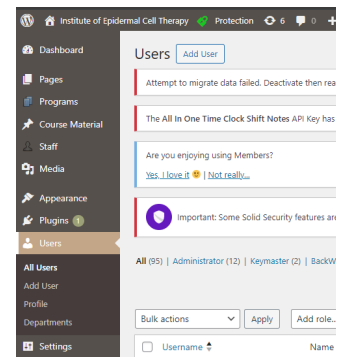 Institute of Epidermal Cell Therapy Protection 6 0
Dashboard
Pages
Programs
Course Material
Staff
Media
Appearance
Plugins 1
Users
All Users
Add User
Profile
Departments
Settings
Users Add User
Attempt to migrate data failed. Deactivate then rea
The All In One Time Clock Shift Notes API Key has
Are you enjoying using Members?
Yes, I love it | Not really...
Important: Some Solid Security features are
All (95) | Administrator (12) | Keymaster (2) | BackW
Bulk actions Apply Add role...
Username Name